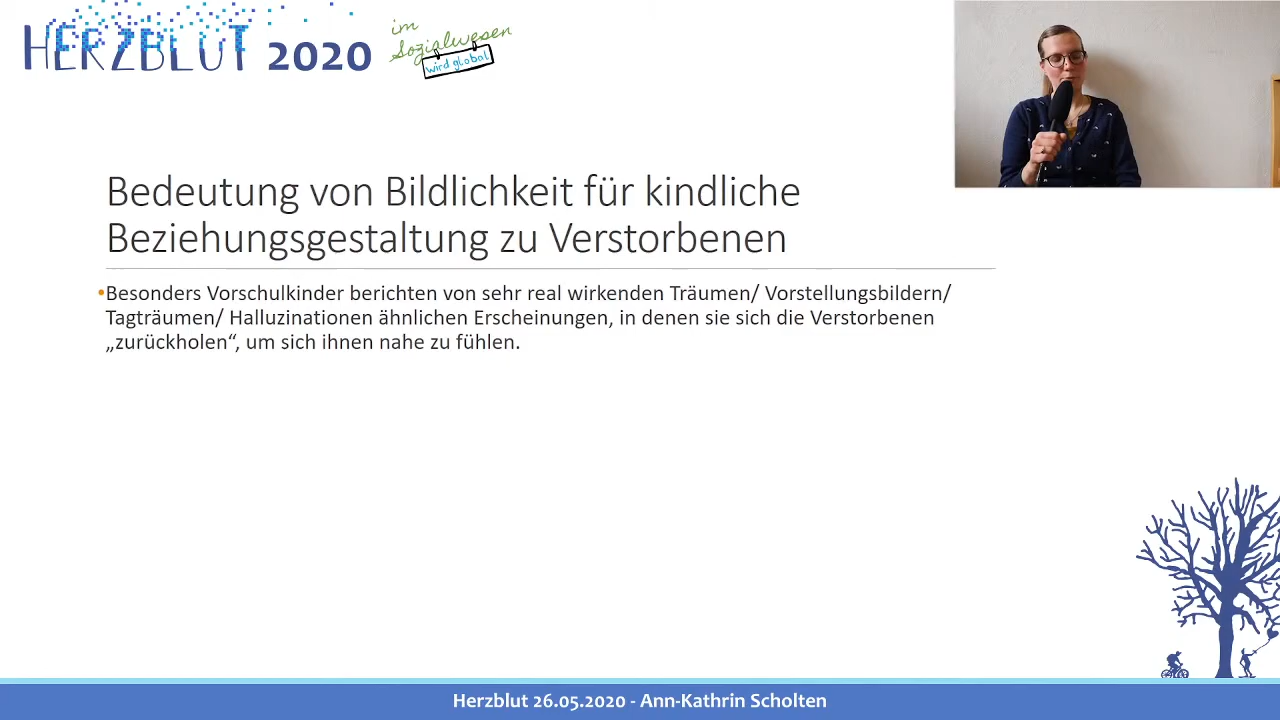 HERZBLUT 2020
im
Sozialwesen
wird global
Bedeutung von Bildlichkeit für kindliche
Beziehungsgestaltung zu Verstorbenen
•Besonders Vorschulkinder berichten von sehr real wirkenden Träumen/ Vorstellungsbildern/
Tagträumen/ Halluzinationen ähnlichen Erscheinungen, in denen sie sich die Verstorbenen
„zurückholen“, um sich ihnen nahe zu fühlen.
Herzblut 26.05.2020 - Ann-Kathrin Scholten